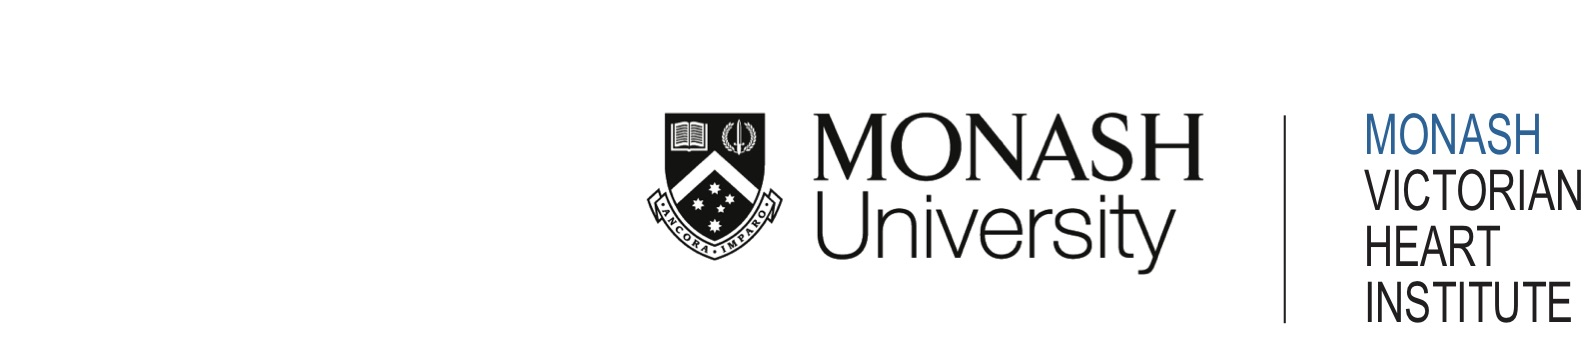 MONASH
University
ANCORA · IMPARO
MONASH
VICTORIAN
HEART
INSTITUTE